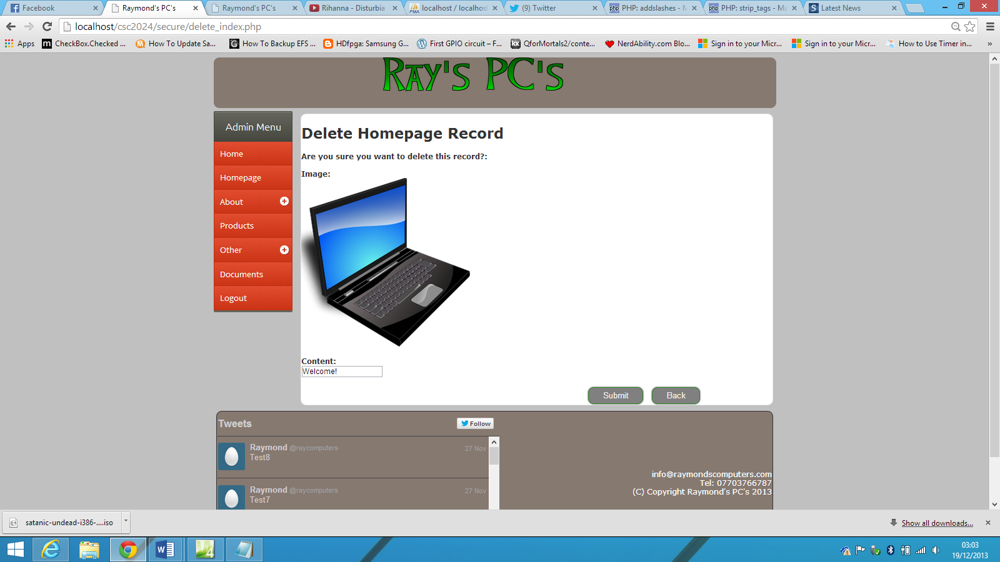 Facebook
Raymond's PC's
Raymond's PC's
Rihanna - Disturbia
localhost / localhos
(9) Twitter
PHP: addslashes - M
PHP: strip_tags - Ma
Latest News
localhost/csc2024/secure/delete_index.php
Apps
CheckBox.Checked ...
How To Update Sa...
How To Backup EFS ...
HDfpga: Samsung G...
First GPIO circuit – F...
QforMortals2/conte...
NerdAbility.com Blo...
Sign in to your Micr...
Sign in to your Micr...
How to Use Timer in...
»
RAY'S PC'S
Admin Menu
Home
Homepage
About
Products
Other
Documents
Logout
Delete Homepage Record
Are you sure you want to delete this record?:
Image:
Content:
Welcome!
Submit
Back
Tweets
Follow
Raymond @raycomputers
27 Nov
Test8
Raymond @raycomputers
27 Nov
Test7
info@raymondscomputers.com
Tel: 07703766787
(C) Copyright Raymond's PC's 2013
satanic-undead-i386-....iso
Show all downloads...
03:03
19/12/2013